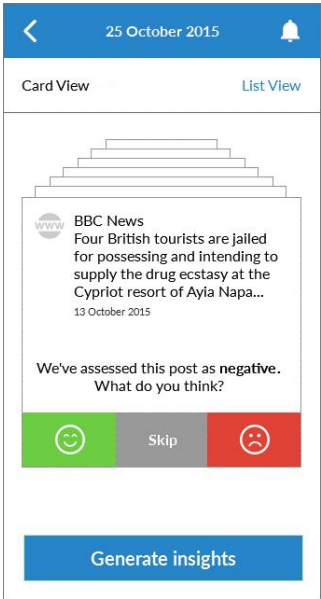 25 October 2015
Card View
List View
www
BBC News
Four British tourists are jailed
for possessing and intending to
supply the drug ecstasy at the
Cypriot resort of Ayia Napa...
13 October 2015
We've assessed this post as negative.
What do you think?
Skip
Generate insights